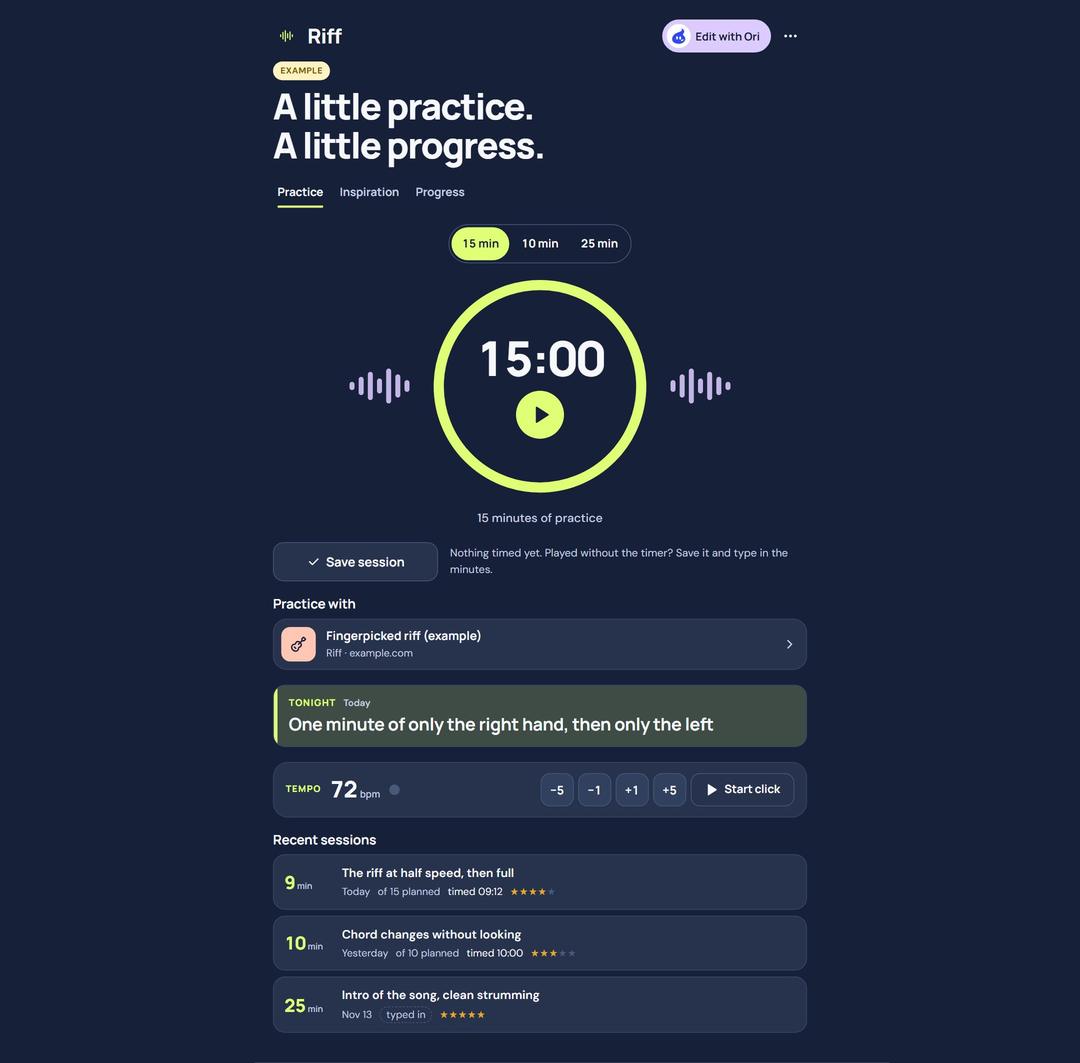 Riff
Edit with Ori
EXAMPLE
A little practice.
A little progress.
Practice Inspiration Progress
15 min 10 min 25 min
15:00
15 minutes of practice
Save session
Nothing timed yet. Played without the timer? Save it and type in the
minutes.
Practice with
Fingerpicked riff (example)
Riff · example.com
TONIGHT Today
One minute of only the right hand, then only the left
TEMPO 72 bpm −5 −1 +1 +5 Start click
Recent sessions
9 min
The riff at half speed, then full
Today of 15 planned timed 09:12 ★★★★★
10 min
Chord changes without looking
Yesterday of 10 planned timed 10:00 ★★★★★
25 min
Intro of the song, clean strumming
Nov 13 typed in ★★★★★